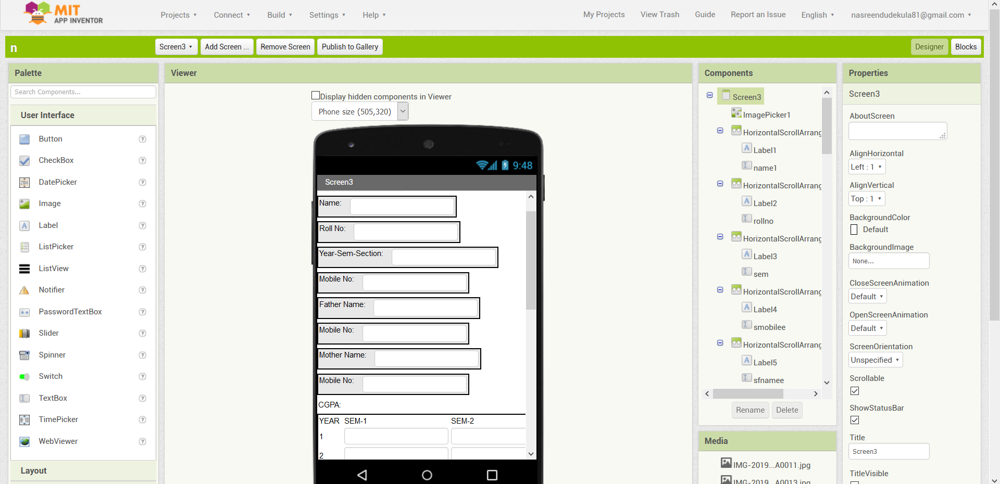 MIT
APP INVENTOR
Projects
Connect
Build
Settings
Help
My Projects
View Trash
Guide
Report an Issue
English
nasreendudekula81@gmail.com
n
Screen3
Add Screen ...
Remove Screen
Publish to Gallery
Designer
Blocks
Palette
Search Components...
User Interface
Button
CheckBox
DatePicker
Image
Label
ListPicker
ListView
Notifier
PasswordTextBox
Slider
Spinner
Switch
TextBox
TimePicker
WebViewer
Layout
Viewer
Display hidden components in Viewer
Phone size (505,320)
9:48
Screen3
Name:
Roll No:
Year-Sem-Section:
Mobile No:
Father Name:
Mobile No:
Mother Name:
Mobile No:
CGPA:
YEAR SEM-1 SEM-2
1
2
Components
Screen3
ImagePicker1
HorizontalScrollArrang
Label1
name1
HorizontalScrollArrang
Label2
rollno
HorizontalScrollArrang
Label3
sem
HorizontalScrollArrang
Label4
smobilee
HorizontalScrollArrang
Label5
sfnamee
Rename
Delete
Media
IMG-2019...A0011.jpg
IMG-2019...A0013.jpg
Properties
Screen3
AboutScreen
AlignHorizontal
Left : 1
AlignVertical
Top : 1
BackgroundColor
Default
BackgroundImage
None...
CloseScreenAnimation
Default
OpenScreenAnimation
Default
ScreenOrientation
Unspecified
Scrollable
ShowStatusBar
Title
Screen3
TitleVisible